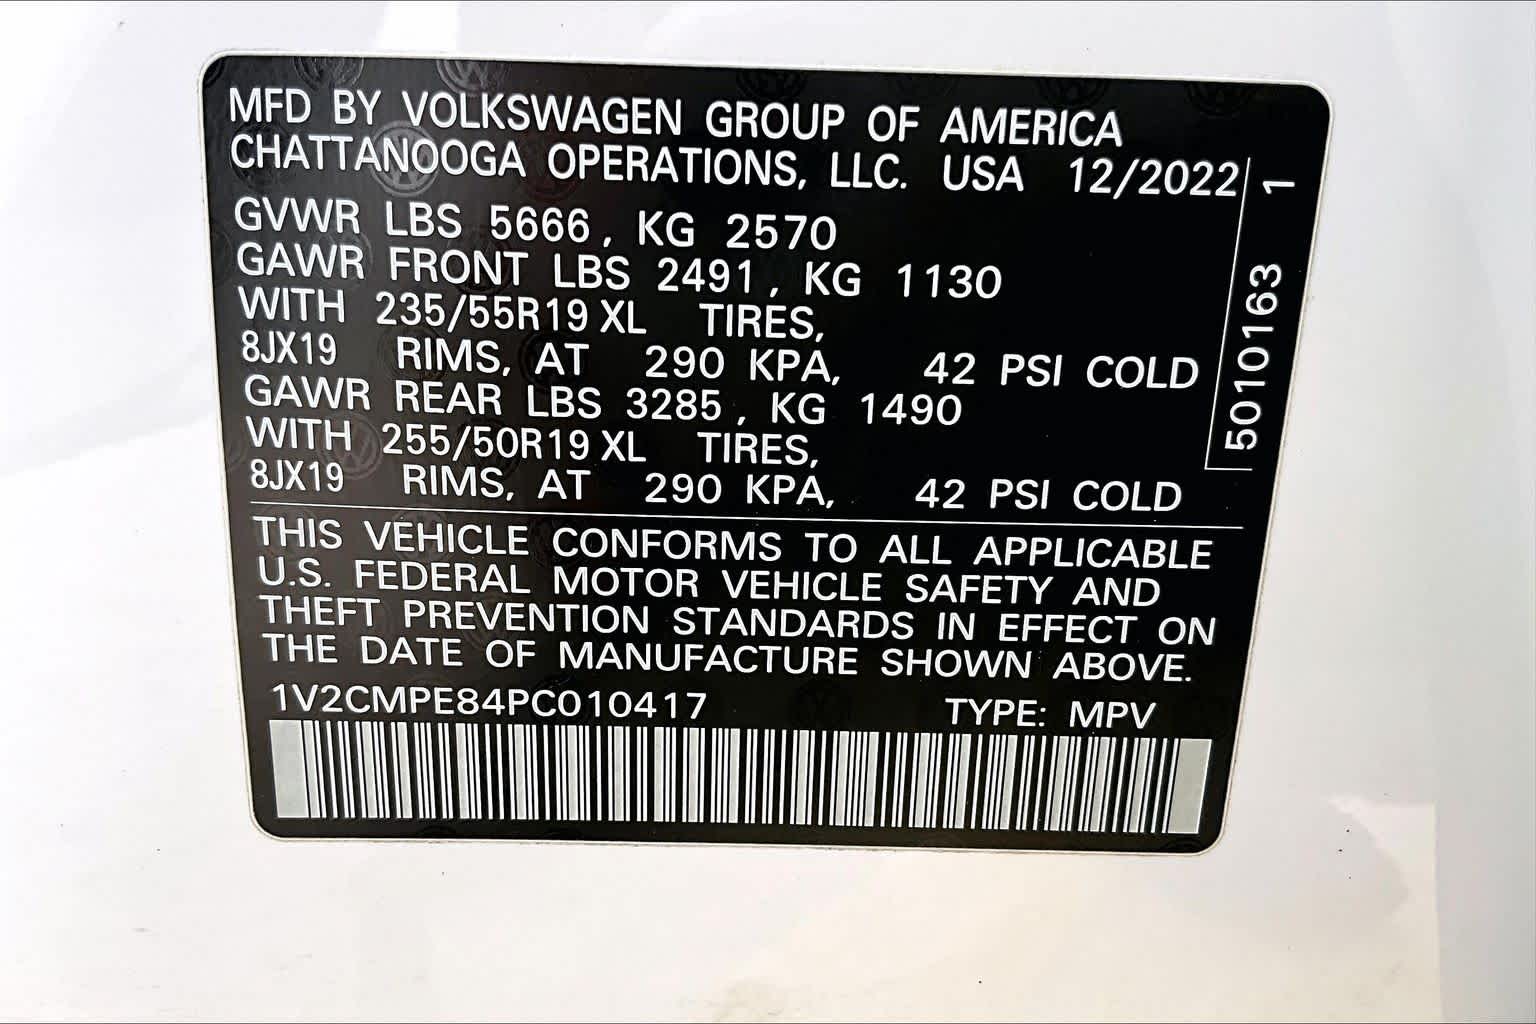 MFD BY VOLKSWAGEN GROUP OF AMERICA
CHATTANOOGA OPERATIONS, LLC. USA 12/2022
GVWR LBS 5666, KG 2570
GAWR FRONT LBS 2491, KG 1130
WITH 235/55R19 XL TIRES,
8JX19 RIMS, AT 290 KPA, 42 PSI COLD
GAWR REAR LBS 3285, KG 1490
WITH 255/50R19 XL TIRES,
8JX19 RIMS, AT 290 KPA, 42 PSI COLD
5010163 1
THIS VEHICLE CONFORMS TO ALL APPLICABLE
U.S. FEDERAL MOTOR VEHICLE SAFETY AND
THEFT PREVENTION STANDARDS IN EFFECT ON
THE DATE OF MANUFACTURE SHOWN ABOVE.
1V2CMPE84PC010417 TYPE: MPV